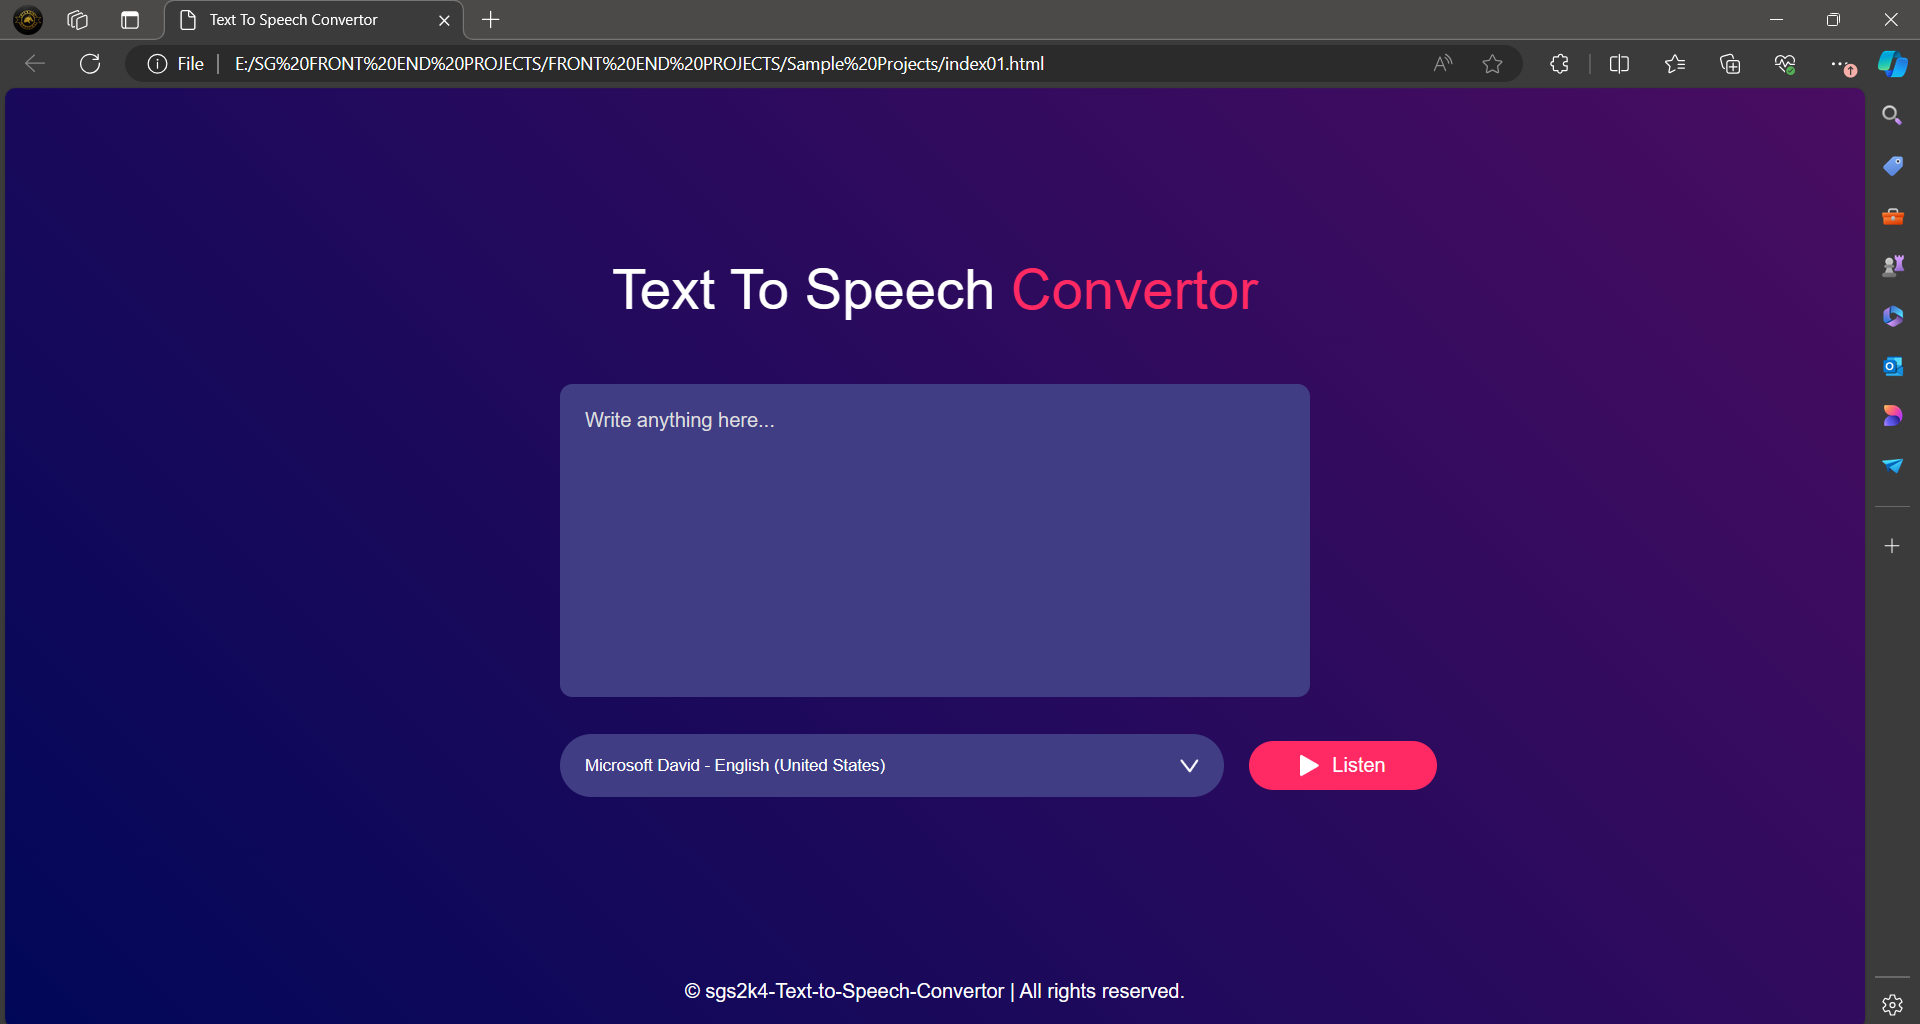 Text To Speech Convertor
File
E:/SG%20FRONT%20END%20PROJECTS/FRONT%20END%20PROJECTS/Sample%20Projects/index01.html
Text To Speech Convertor
Write anything here...
Microsoft David - English (United States)
Listen
© sgs2k4-Text-to-Speech-Convertor | All rights reserved.